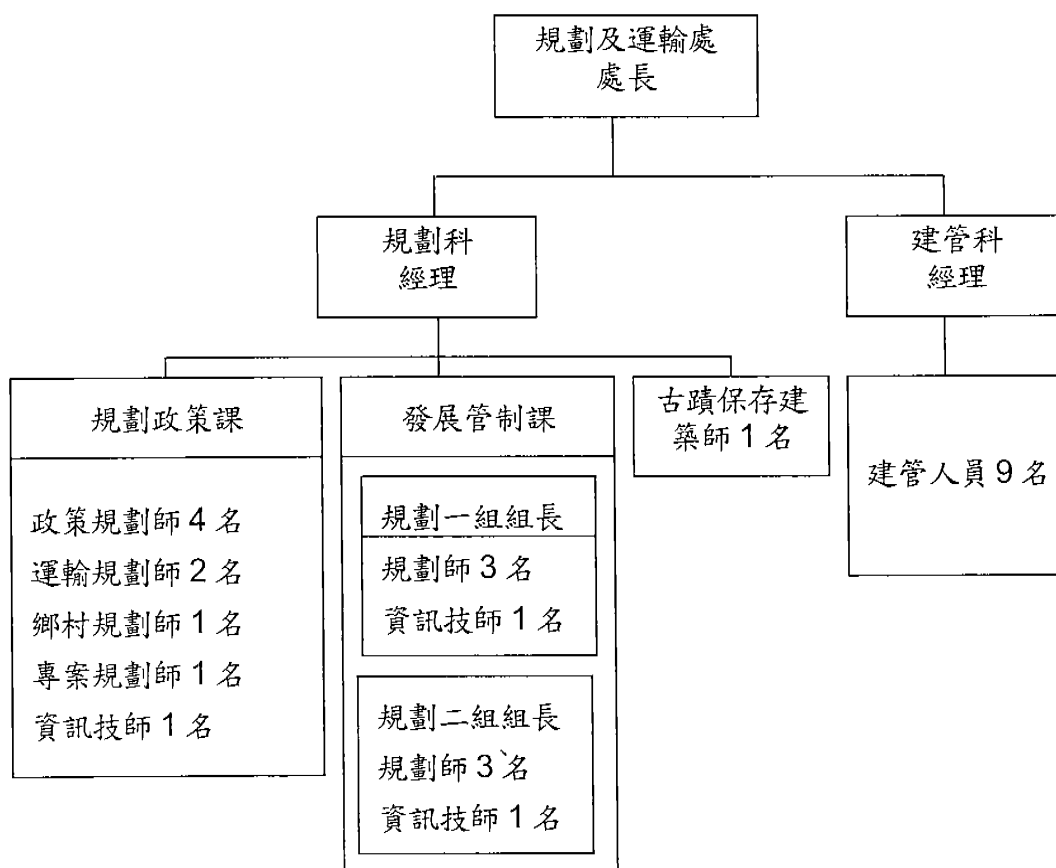 規劃及運輸處
處長
規劃科
經理
建管科
經理
規劃政策課
政策規劃師 4 名
運輸規劃師 2 名
鄉村規劃師 1 名
專案規劃師 1 名
資訊技師 1 名
發展管制課
規劃一組組長
規劃師 3 名
資訊技師 1 名
規劃二組組長
規劃師 3 名
資訊技師 1 名
古蹟保存建
築師 1 名
建管人員 9 名